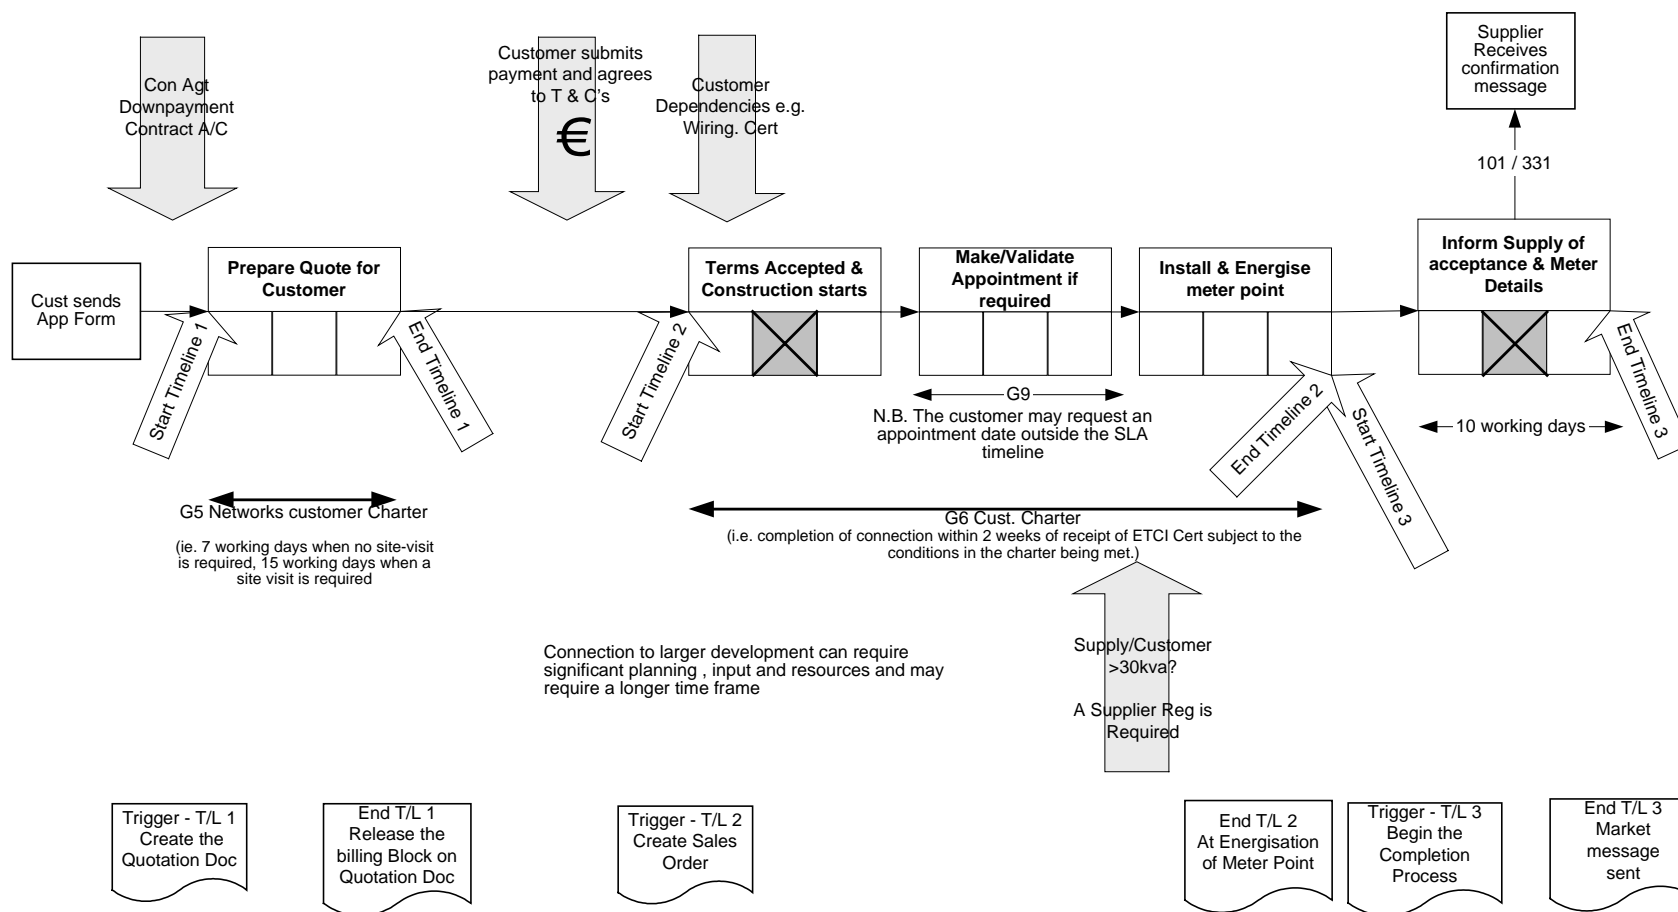 Con Agt
Downpayment
Contract A/C
Customer submits
payment and agrees
to T & C's
€
Customer
Dependencies e.g.
Wiring. Cert
Supplier
Receives
confirmation
message
101 / 331
Cust sends
App Form
Prepare Quote for
Customer
Terms Accepted &
Construction starts
Make/Validate
Appointment if
required
Install & Energise
meter point
Inform Supply of
acceptance & Meter
Details
Start Timeline 1
End Timeline 1
Start Timeline 2
End Timeline 2
Start Timeline 3
End Timeline 3
G9
N.B. The customer may request an
appointment date outside the SLA
timeline
10 working days
G5 Networks customer Charter
(ie. 7 working days when no site-visit
is required, 15 working days when a
site visit is required
G6 Cust. Charter
(i.e. completion of connection within 2 weeks of receipt of ETCI Cert subject to the
conditions in the charter being met.)
Connection to larger development can require
significant planning , input and resources and may
require a longer time frame
Supply/Customer
>30kva?
A Supplier Reg is
Required
Trigger - T/L 1
Create the
Quotation Doc
End T/L 1
Release the
billing Block on
Quotation Doc
Trigger - T/L 2
Create Sales
Order
End T/L 2
At Energisation
of Meter Point
Trigger - T/L 3
Begin the
Completion
Process
End T/L 3
Market
message
sent